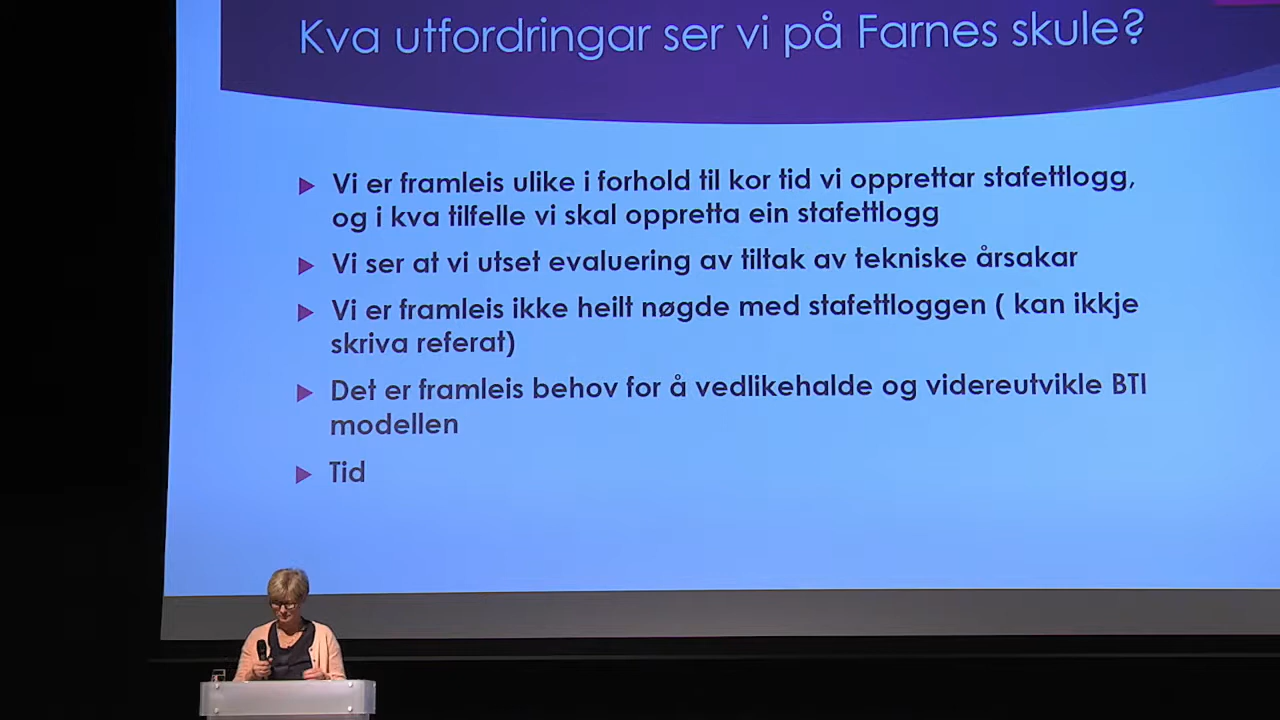 Kva utfordringar ser vi på Farnes skule?
Vi er framleis ulike i forhold til kor tid vi opprettar stafettlogg,
og i kva tilfelle vi skal oppretta ein stafettlogg
Vi ser at vi utset evaluering av tiltak av tekniske årsakar
Vi er framleis ikke heilt nøgde med stafettloggen ( kan ikkje
skriva referat)
Det er framleis behov for å vedlikehalde og videreutvikle BTI
modellen
Tid